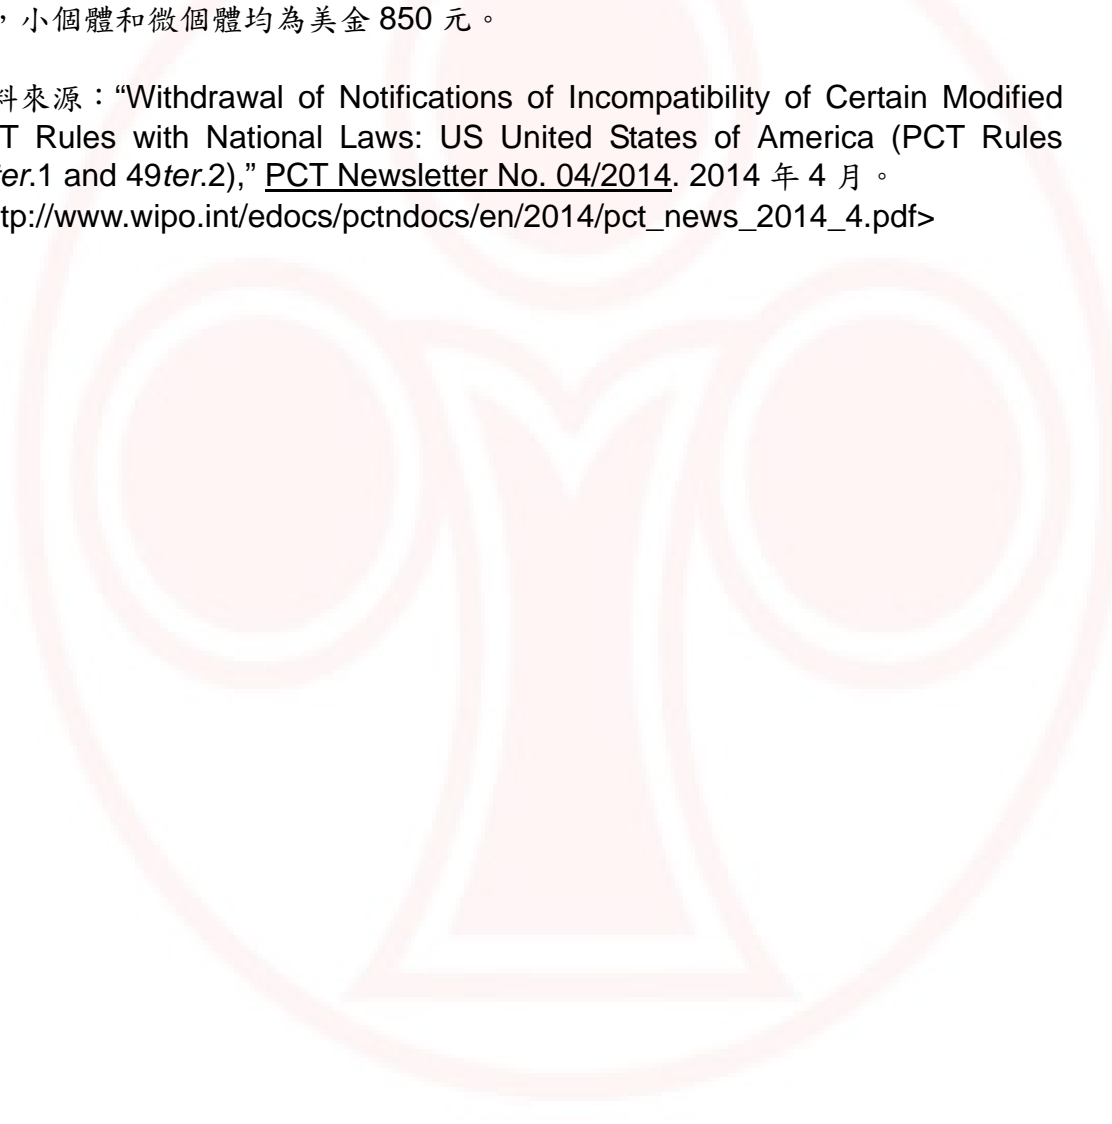 ，小個體和微個體均為美金 850 元。
料來源：“Withdrawal of Notifications of Incompatibility of Certain Modified
T Rules with National Laws: US United States of America (PCT Rules
er.1 and 49ter.2),” PCT Newsletter No. 04/2014. 2014 年 4 月。
tp://www.wipo.int/edocs/pctndocs/en/2014/pct_news_2014_4.pdf>